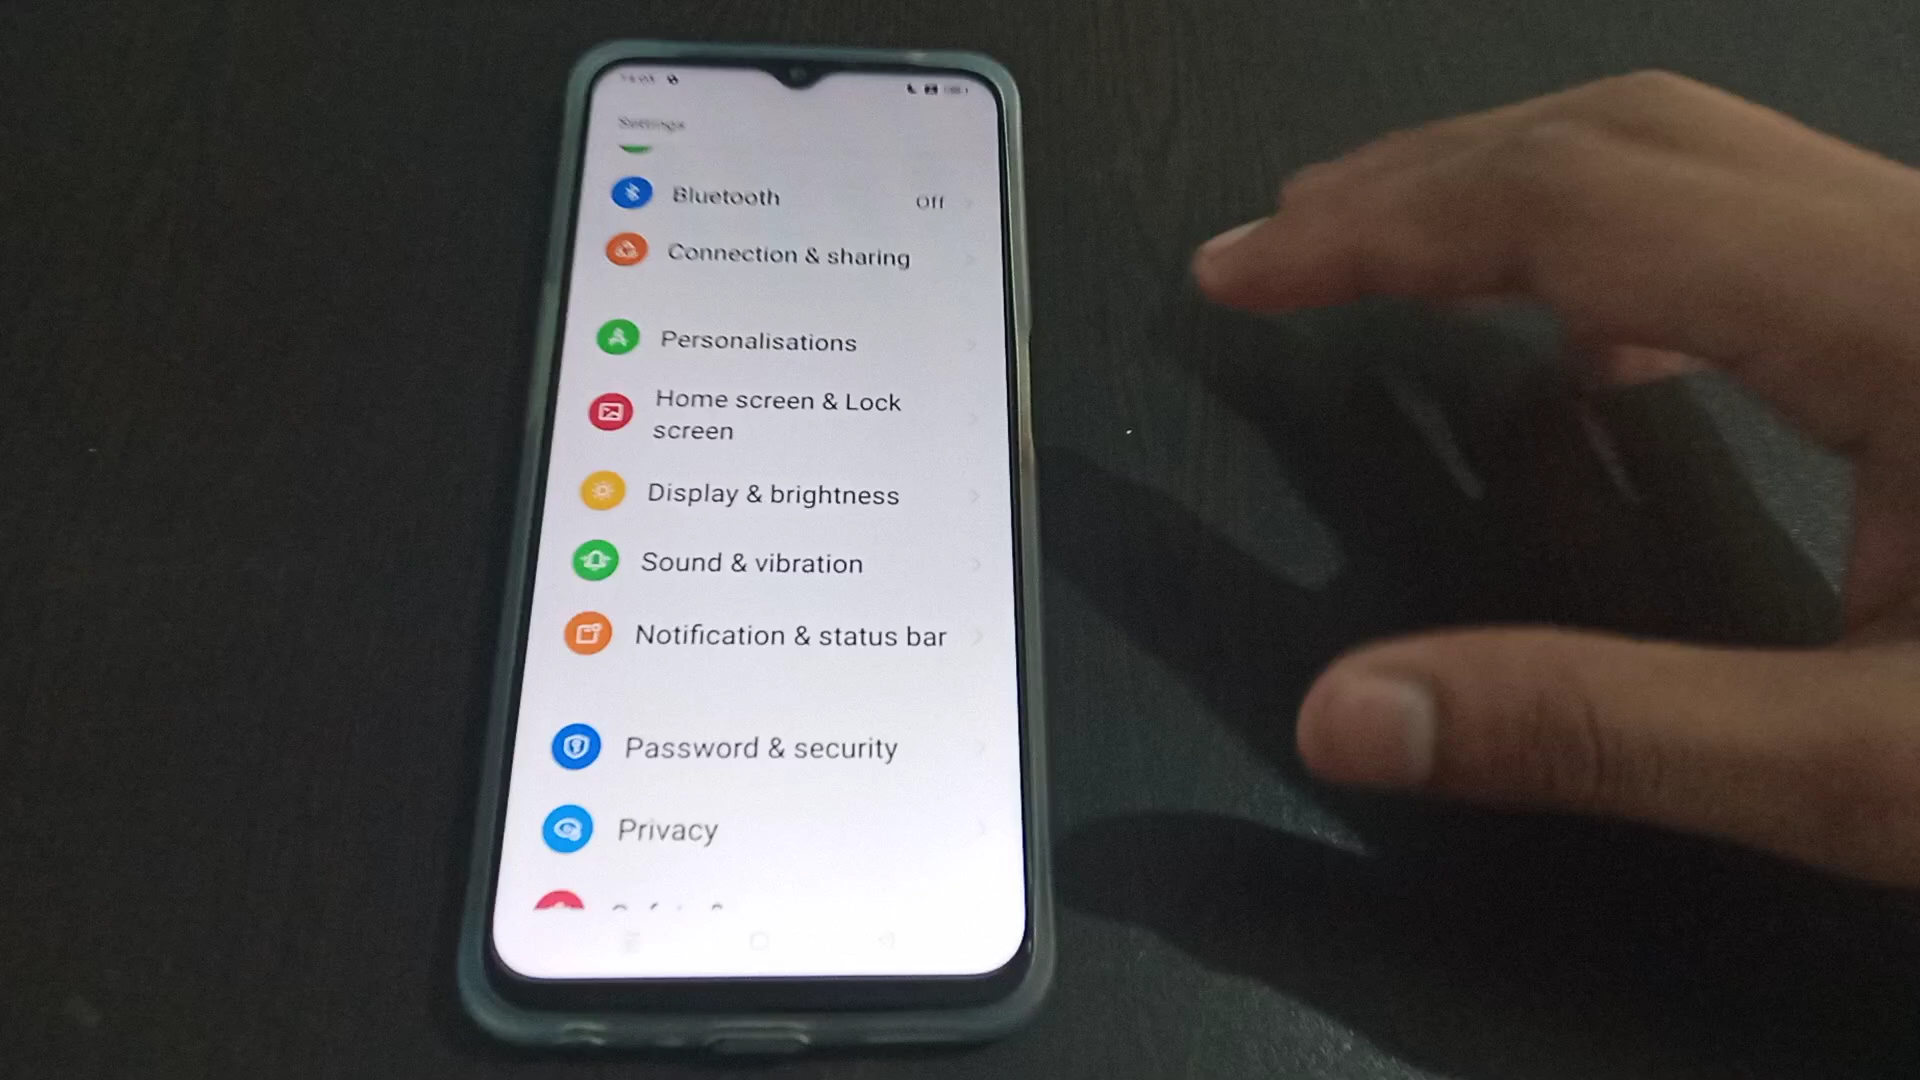 Settings
Bluetooth Off
Connection & sharing
Personalisations
Home screen & Lock
screen
Display & brightness
Sound & vibration
Notification & status bar
Password & security
Privacy